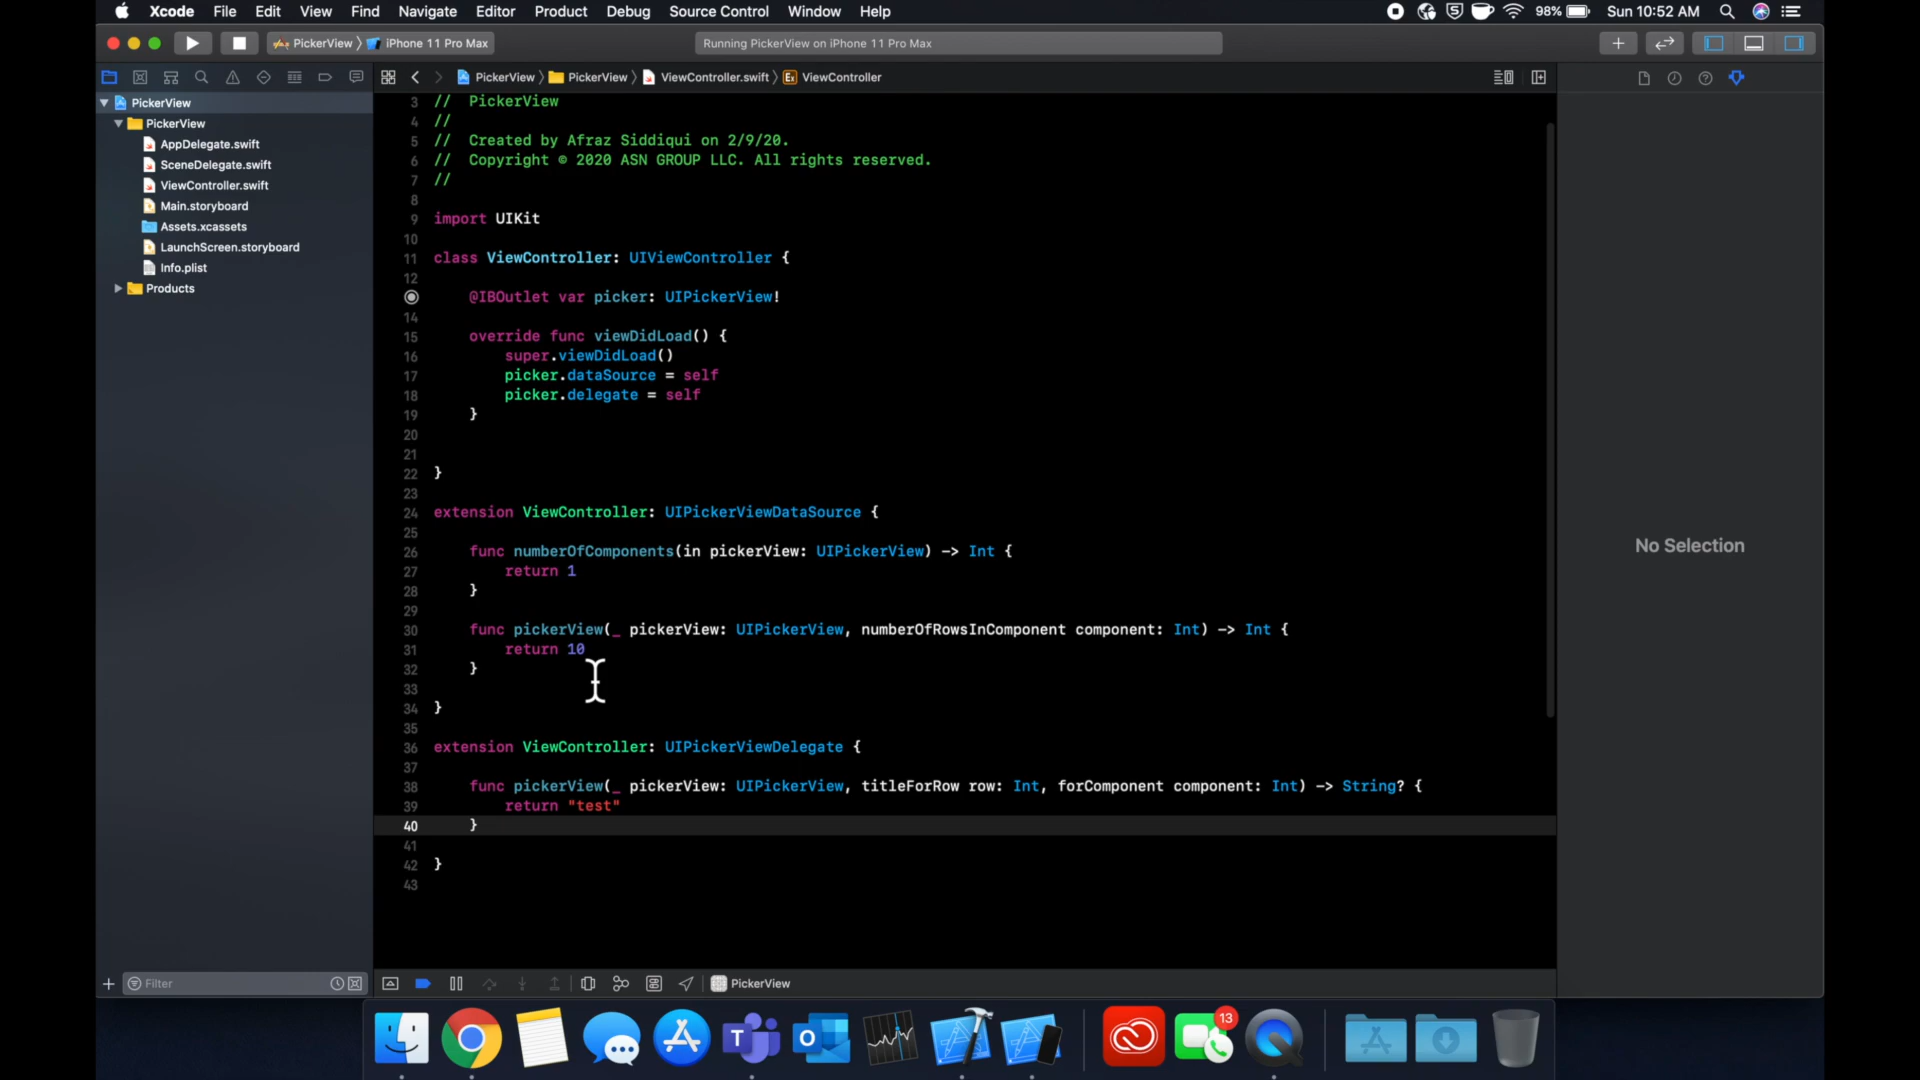 Xcode File Edit View Find Navigate Editor Product Debug Source Control Window Help 98% Sun 10:52 AM
PickerView iPhone 11 Pro Max Running PickerView on iPhone 11 Pro Max
PickerView PickerView ViewController.swift Ex ViewController
PickerView
PickerView
AppDelegate.swift
SceneDelegate.swift
ViewController.swift
Main.storyboard
Assets.xcassets
LaunchScreen.storyboard
Info.plist
Products
3 // PickerView
4 //
5 // Created by Afraz Siddiqui on 2/9/20.
6 // Copyright © 2020 ASN GROUP LLC. All rights reserved.
7 //
8
9 import UIKit
10
11 class ViewController: UIViewController {
12
@IBOutlet var picker: UIPickerView!
14
15 override func viewDidLoad() {
16 super.viewDidLoad()
17 picker.dataSource = self
18 picker.delegate = self
19 }
20
21
22 }
23
24 extension ViewController: UIPickerViewDataSource {
25
26 func numberOfComponents(in pickerView: UIPickerView) -> Int {
27 return 1
28 }
29
30 func pickerView(_ pickerView: UIPickerView, numberOfRowsInComponent component: Int) -> Int {
31 return 10
32 }
33
34 }
35
36 extension ViewController: UIPickerViewDelegate {
37
38 func pickerView(_ pickerView: UIPickerView, titleForRow row: Int, forComponent component: Int) -> String? {
39 return "test"
40 }
41
42 }
43
No Selection
Filter
PickerView
13